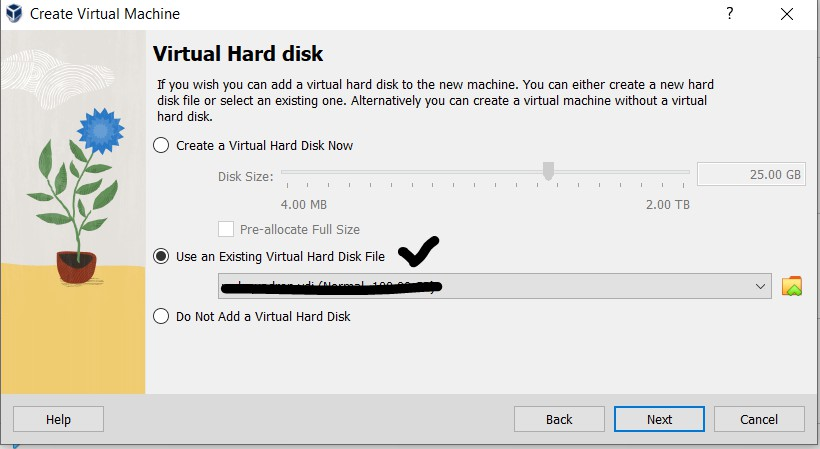 Create Virtual Machine
?
Virtual Hard disk
If you wish you can add a virtual hard disk to the new machine. You can either create a new hard
disk file or select an existing one. Alternatively you can create a virtual machine without a virtual
hard disk.
Create a Virtual Hard Disk Now
Disk Size:
25.00 GB
4.00 MB 2.00 TB
Pre-allocate Full Size
Use an Existing Virtual Hard Disk File
Do Not Add a Virtual Hard Disk
Help Back Next Cancel